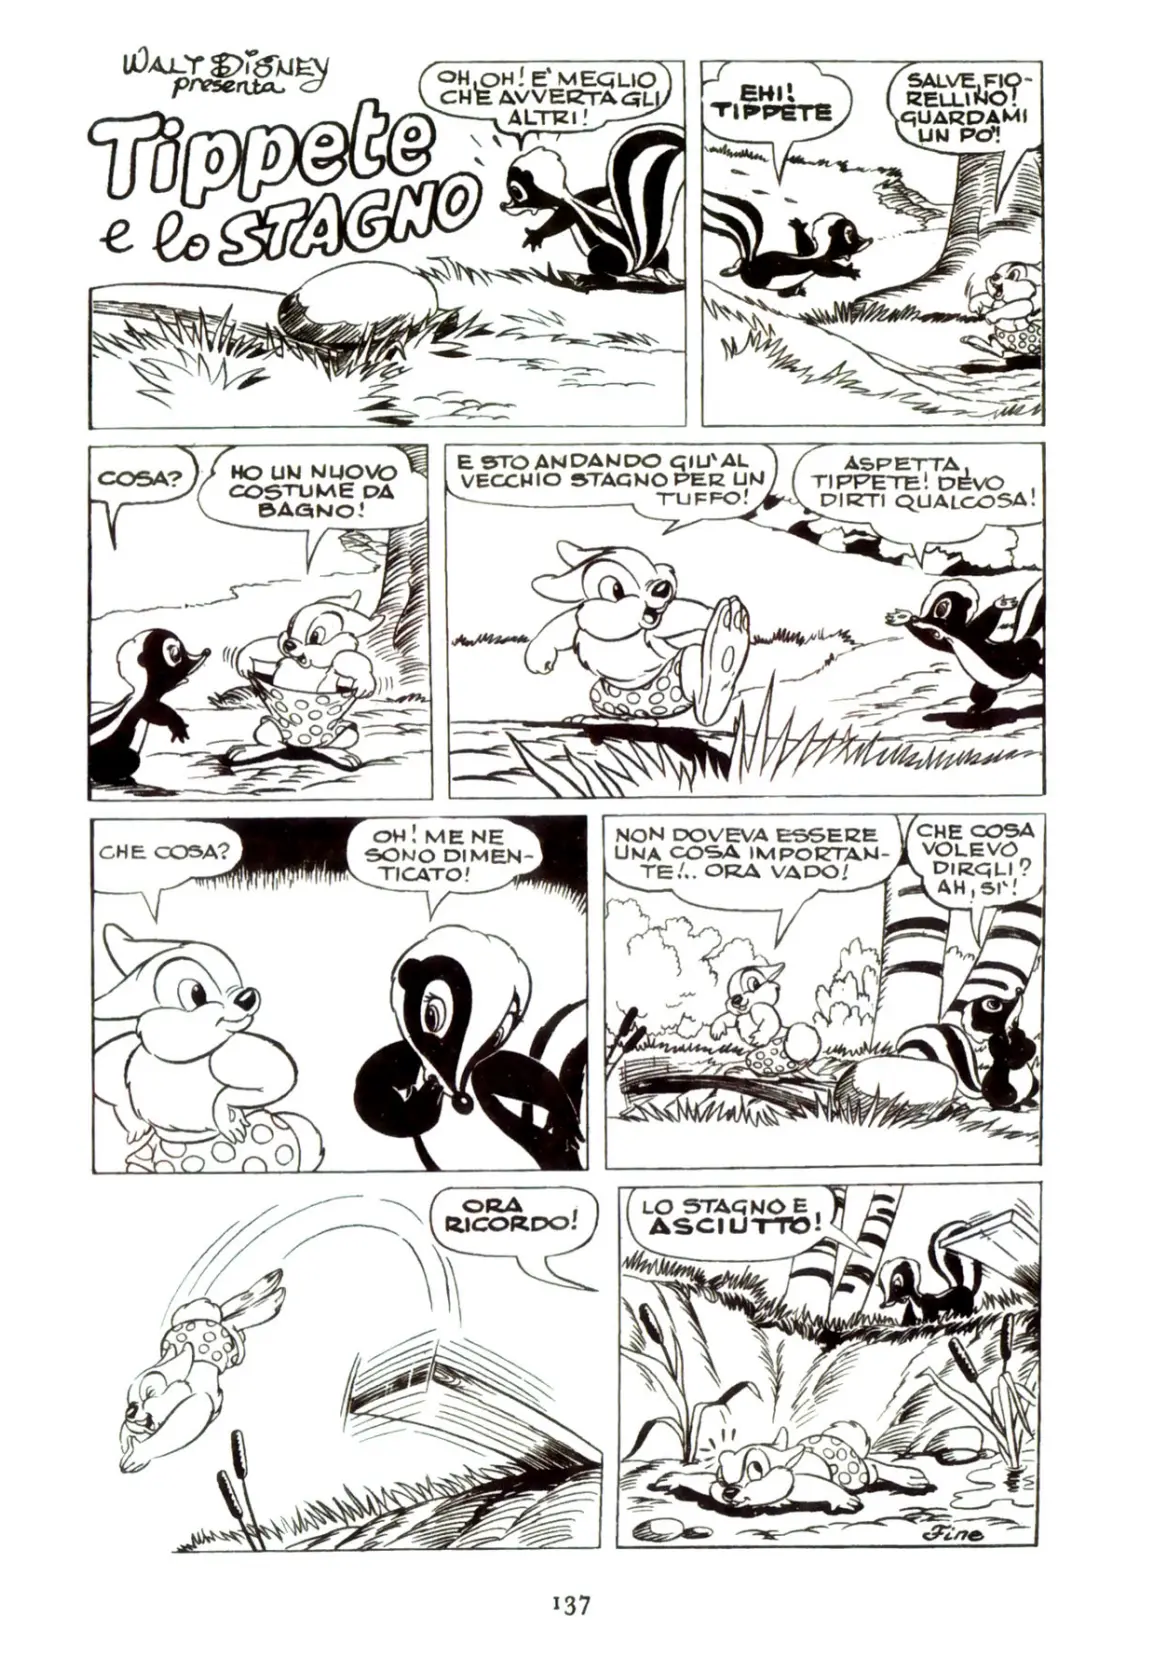 WALT DISNEY
presenta
Tippete
e lo STAGNO
OH, OH! E' MEGLIO
CHE AVVERTA GLI
ALTRI!
EHI!
TIPPETE
SALVE, FIO-
RELLINO!
GUARDAMI
UN PO'!
COSA?
HO UN NUOVO
COSTUME DA
BAGNO!
E STO ANDANDO GIU' AL
VECCHIO STAGNO PER UN
TUFFO!
ASPETTA,
TIPPETE! DEVO
DIRTI QUALCOSA!
CHE COSA?
OH! ME NE
SONO DIMEN-
TICATO!
NON DOVEVA ESSERE
UNA COSA IMPORTAN-
TE!.. ORA VADO!
CHE COSA
VOLEVO
DIRGLI?
AH, SI'!
ORA
RICORDO!
LO STAGNO E
ASCIUTTO!
Fine
137